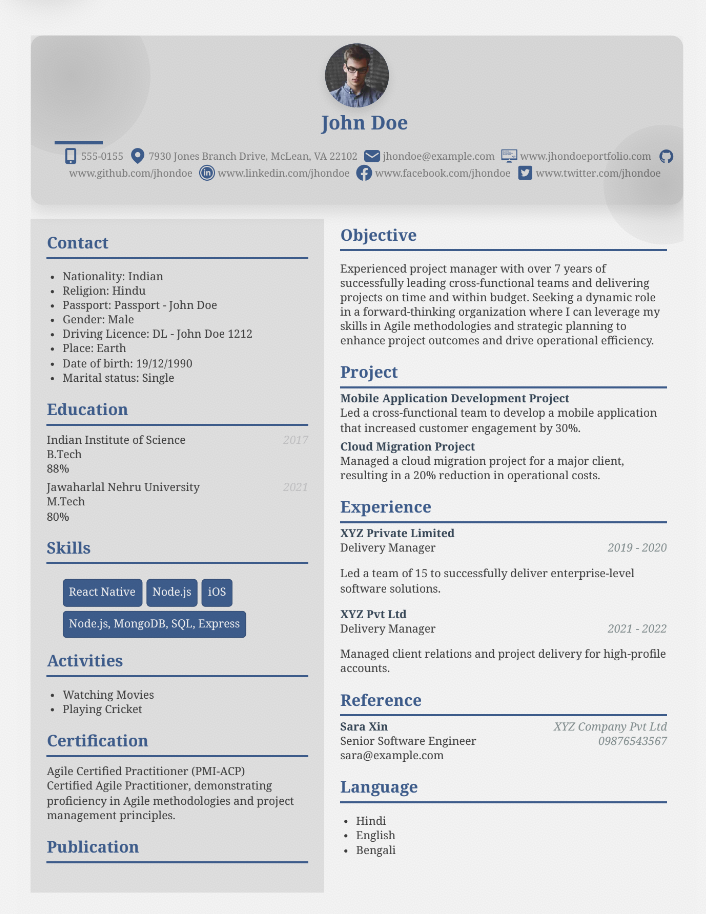 John Doe
555-0155 7930 Jones Branch Drive, McLean, VA 22102 jhondoe@example.com www.jhondoeportfolio.com
www.github.com/jhondoe www.linkedin.com/jhondoe www.facebook.com/jhondoe www.twitter.com/jhondoe
Contact
• Nationality: Indian
• Religion: Hindu
• Passport: Passport - John Doe
• Gender: Male
• Driving Licence: DL - John Doe 1212
• Place: Earth
• Date of birth: 19/12/1990
• Marital status: Single
Education
Indian Institute of Science 2017
B.Tech
88%
Jawaharlal Nehru University 2021
M.Tech
80%
Skills
React Native Node.js iOS
Node.js, MongoDB, SQL, Express
Activities
• Watching Movies
• Playing Cricket
Certification
Agile Certified Practitioner (PMI-ACP)
Certified Agile Practitioner, demonstrating
proficiency in Agile methodologies and project
management principles.
Publication
Objective
Experienced project manager with over 7 years of
successfully leading cross-functional teams and delivering
projects on time and within budget. Seeking a dynamic role
in a forward-thinking organization where I can leverage my
skills in Agile methodologies and strategic planning to
enhance project outcomes and drive operational efficiency.
Project
Mobile Application Development Project
Led a cross-functional team to develop a mobile application
that increased customer engagement by 30%.
Cloud Migration Project
Managed a cloud migration project for a major client,
resulting in a 20% reduction in operational costs.
Experience
XYZ Private Limited
Delivery Manager 2019 - 2020
Led a team of 15 to successfully deliver enterprise-level
software solutions.
XYZ Pvt Ltd
Delivery Manager 2021 - 2022
Managed client relations and project delivery for high-profile
accounts.
Reference
Sara Xin XYZ Company Pvt Ltd
Senior Software Engineer 09876543567
sara@example.com
Language
• Hindi
• English
• Bengali